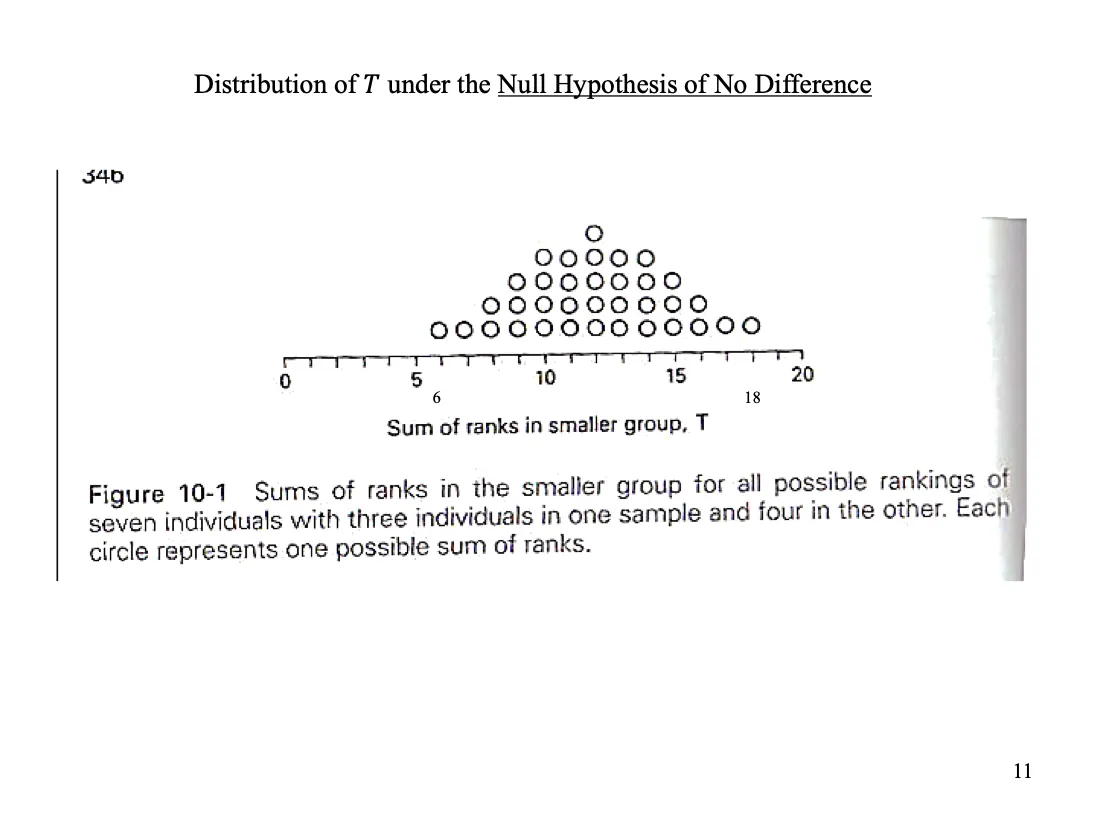 Distribution of T under the Null Hypothesis of No Difference
346
0 5 10 15 20
6 18
Sum of ranks in smaller group, T
Figure 10-1 Sums of ranks in the smaller group for all possible rankings of
seven individuals with three individuals in one sample and four in the other. Each
circle represents one possible sum of ranks.
11